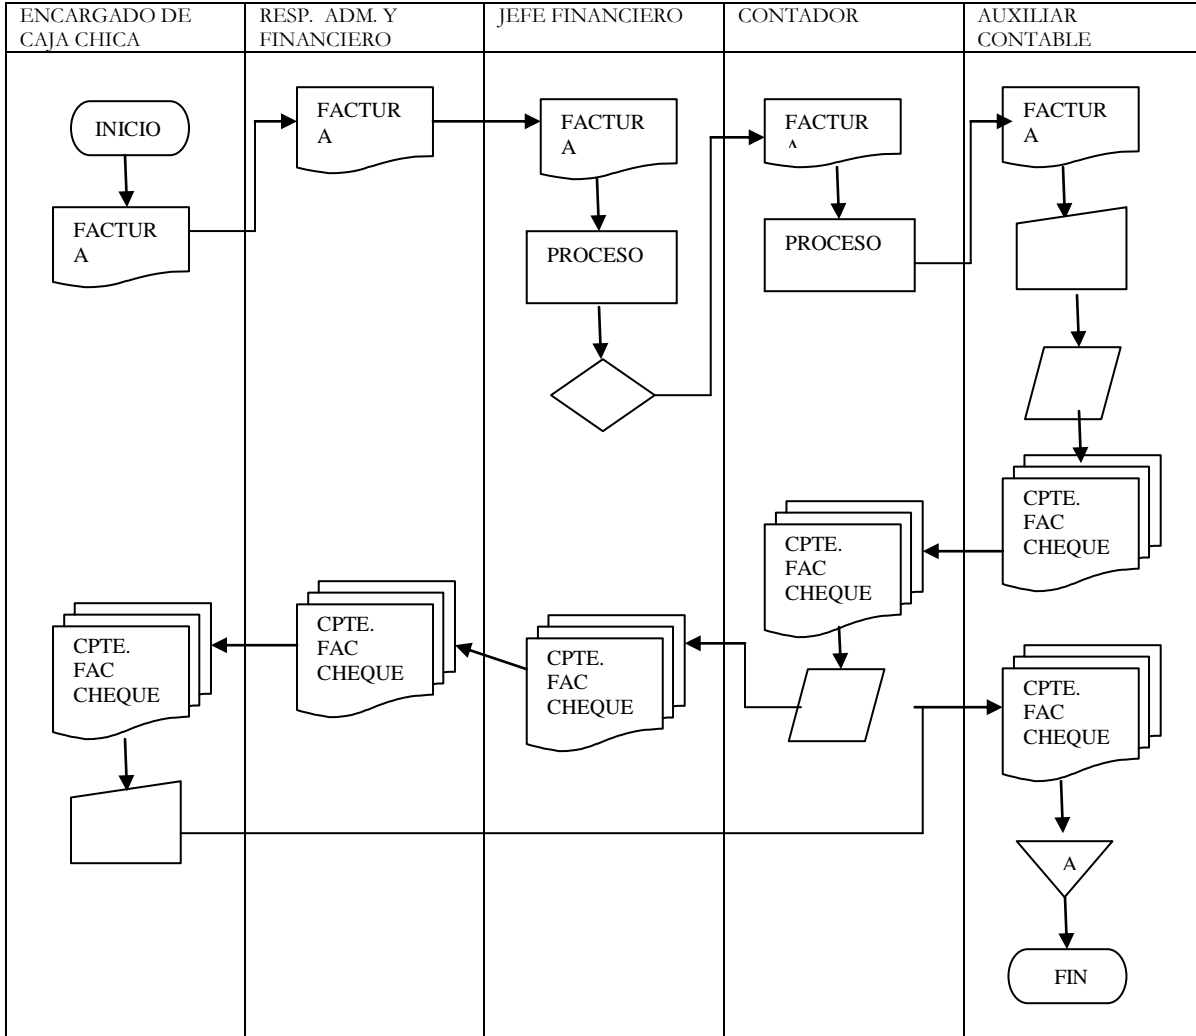 ENCARGADO DE
CAJA CHICA
RESP. ADM. Y
FINANCIERO
JEFE FINANCIERO
CONTADOR
AUXILIAR
CONTABLE
INICIO
FACTUR
A
FACTUR
A
FACTUR
A
FACTUR
A
FACTUR
A
PROCESO
PROCESO
CPTE.
FAC
CHEQUE
CPTE.
FAC
CHEQUE
CPTE.
FAC
CHEQUE
CPTE.
FAC
CHEQUE
CPTE.
FAC
CHEQUE
CPTE.
FAC
CHEQUE
A
FIN